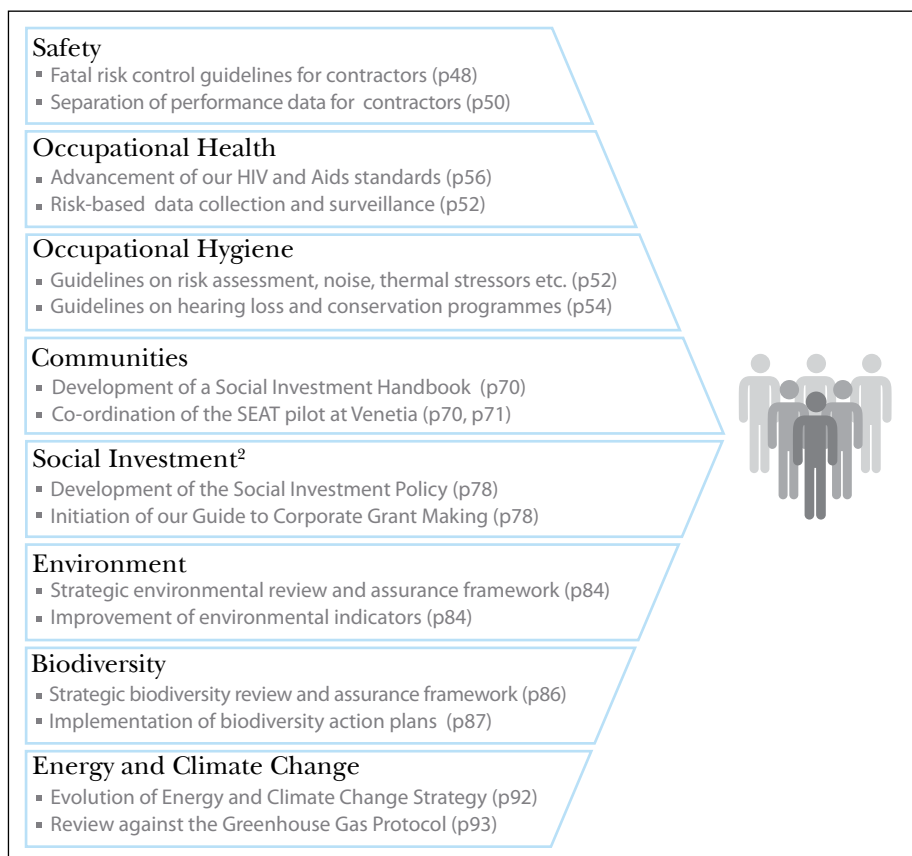 Safety
▪ Fatal risk control guidelines for contractors (p48)
▪ Separation of performance data for contractors (p50)
Occupational Health
▪ Advancement of our HIV and Aids standards (p56)
▪ Risk-based data collection and surveillance (p52)
Occupational Hygiene
▪ Guidelines on risk assessment, noise, thermal stressors etc. (p52)
▪ Guidelines on hearing loss and conservation programmes (p54)
Communities
▪ Development of a Social Investment Handbook (p70)
▪ Co-ordination of the SEAT pilot at Venetia (p70, p71)
Social Investment²
▪ Development of the Social Investment Policy (p78)
▪ Initiation of our Guide to Corporate Grant Making (p78)
Environment
▪ Strategic environmental review and assurance framework (p84)
▪ Improvement of environmental indicators (p84)
Biodiversity
▪ Strategic biodiversity review and assurance framework (p86)
▪ Implementation of biodiversity action plans (p87)
Energy and Climate Change
▪ Evolution of Energy and Climate Change Strategy (p92)
▪ Review against the Greenhouse Gas Protocol (p93)